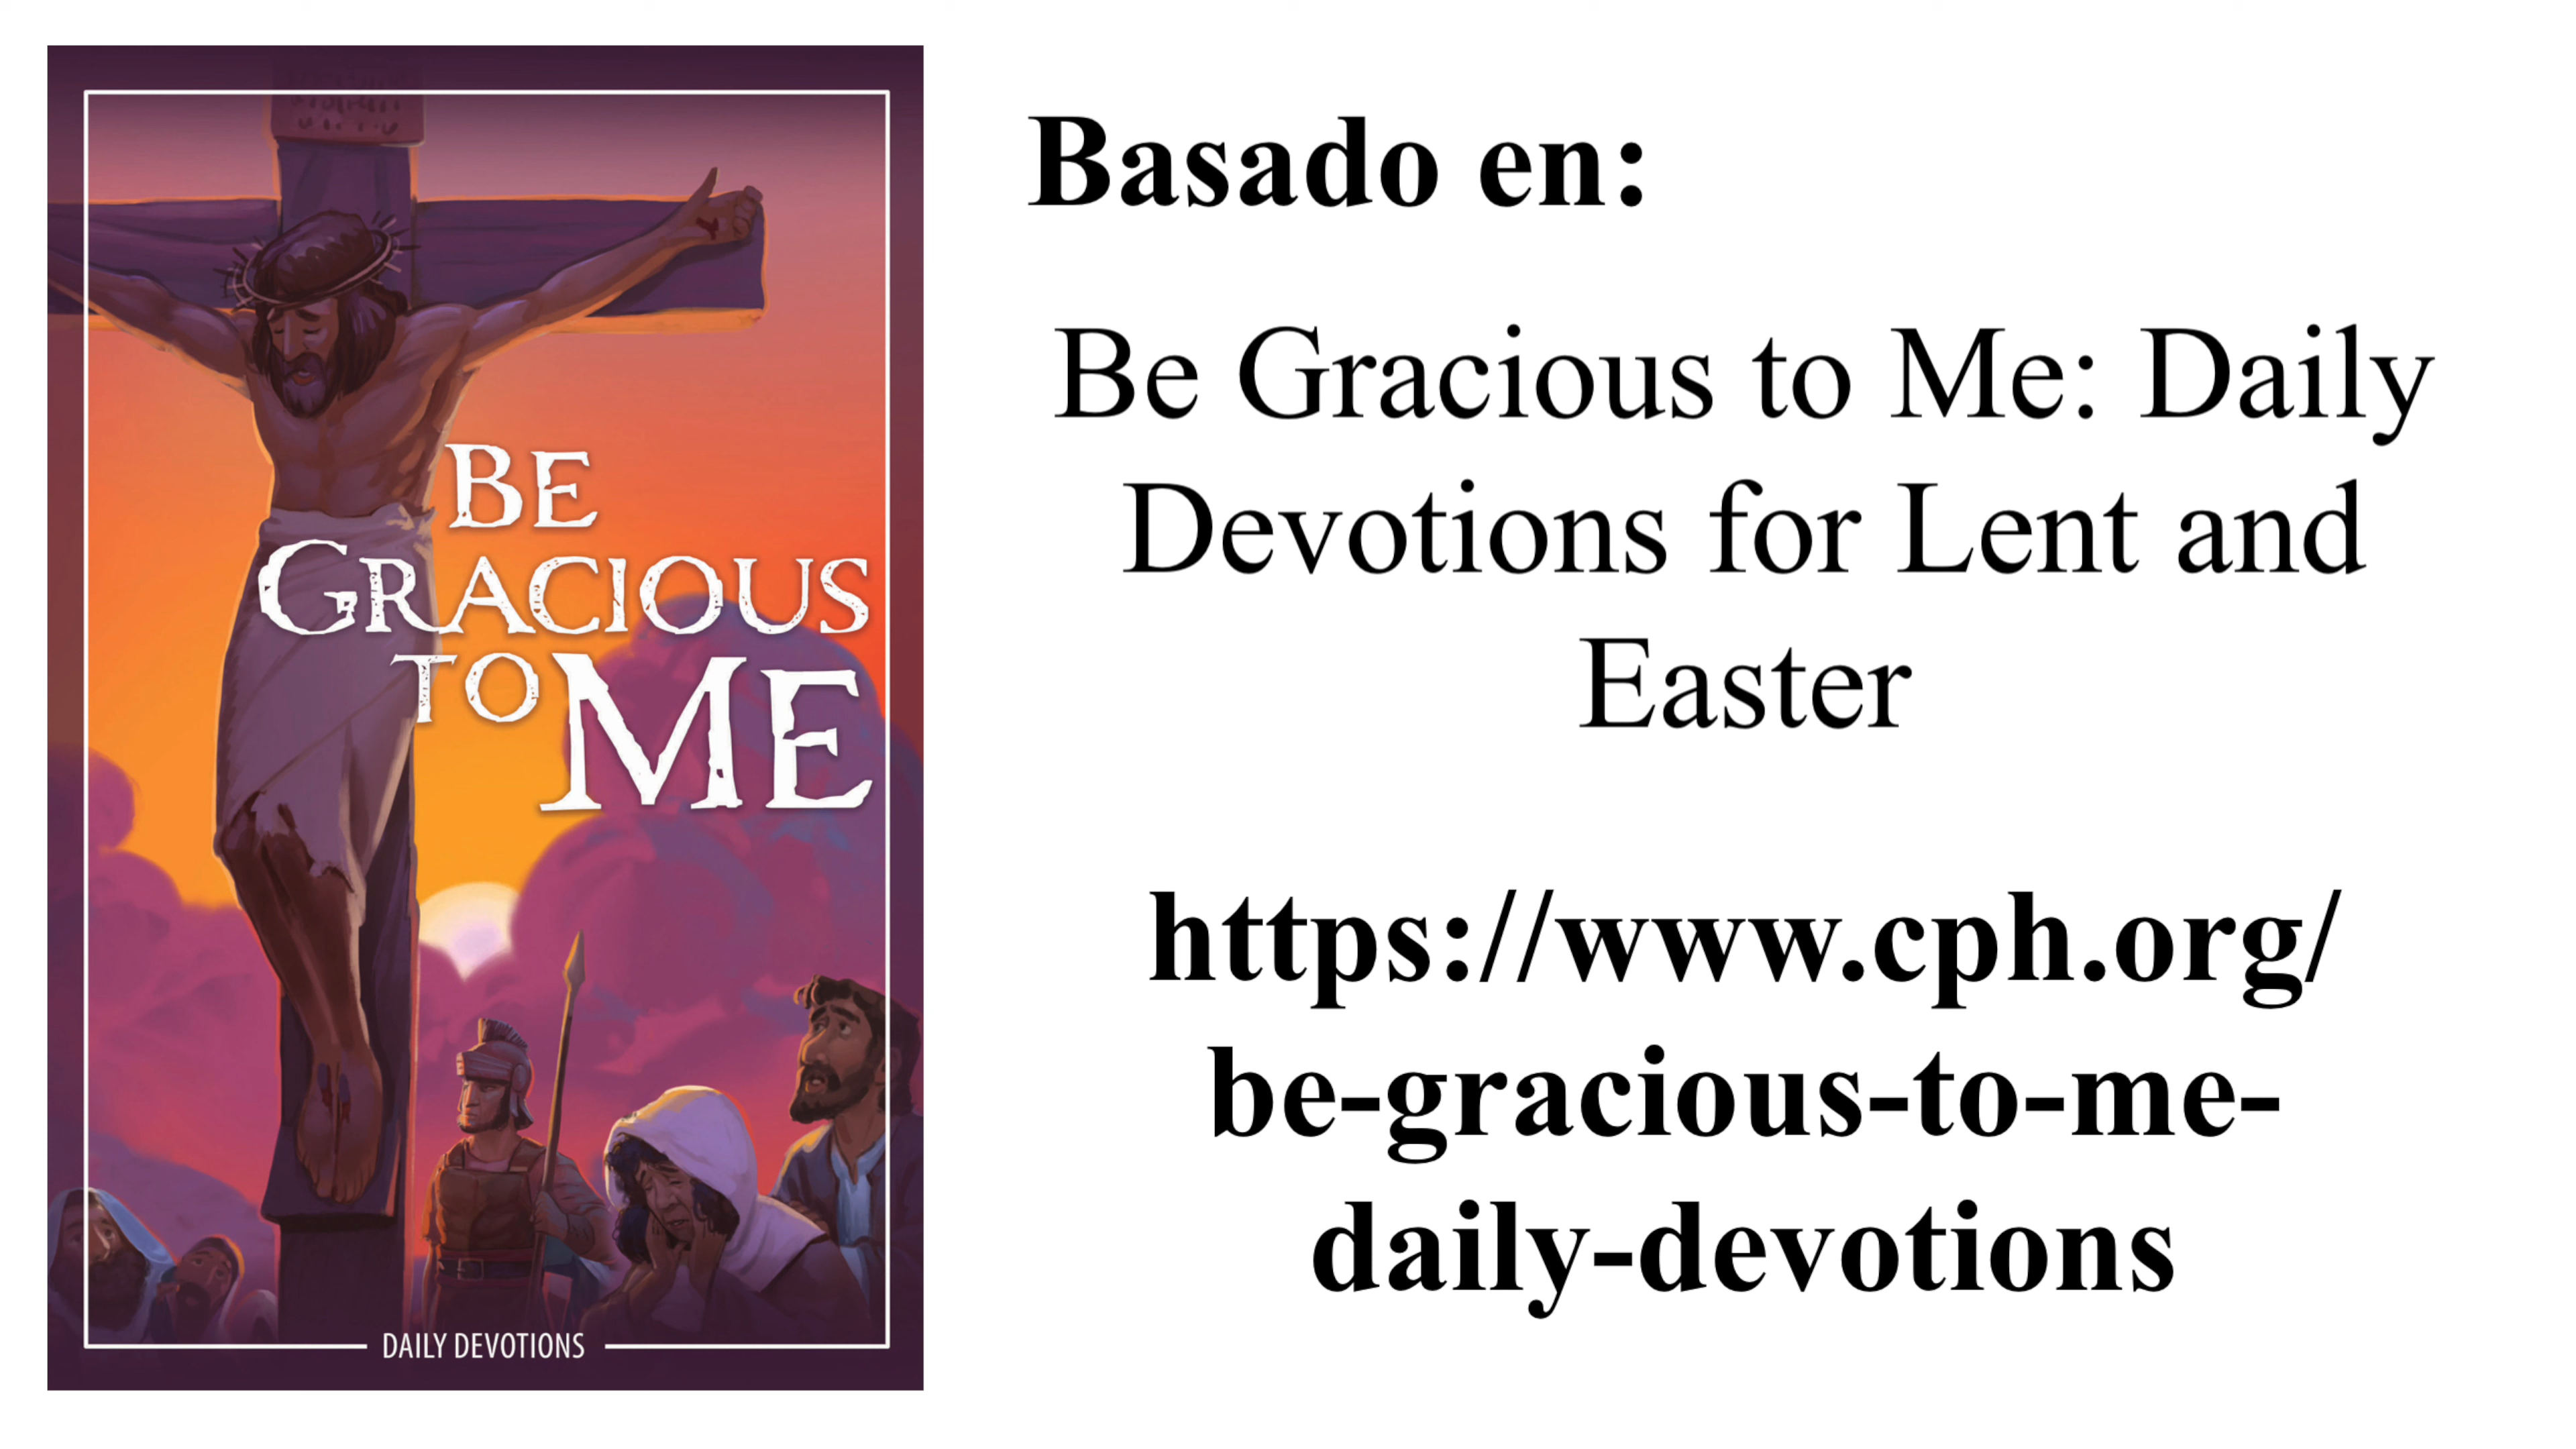 BE
GRACIOUS
TO ME
DAILY DEVOTIONS
Basado en:
Be Gracious to Me: Daily
Devotions for Lent and
Easter
https://www.cph.org/
be-gracious-to-me-
daily-devotions